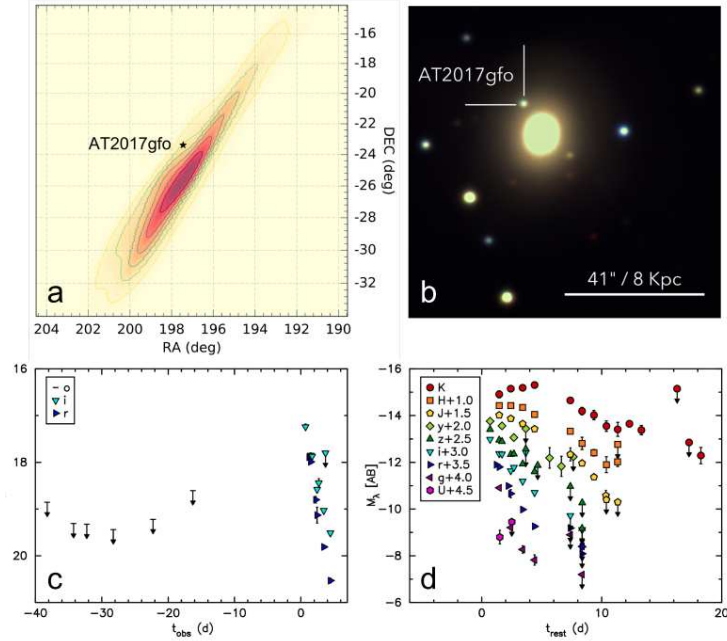 a
AT2017gfo
-16
-18
-20
-22
-24
-26
-28
-30
-32
DEC (deg)
204 202 200 198 196 194 192 190
RA (deg)
b
AT2017gfo
41" / 8 Kpc
c
o
i
r
16
18
20
-40 -30 -20 -10 0
t_obs (d)
d
K
H+1.0
J+1.5
y+2.0
z+2.5
i+3.0
r+3.5
g+4.0
U+4.5
-16
-14
-12
-10
-8
-6
M_λ [AB]
0 10 20
t_rest (d)